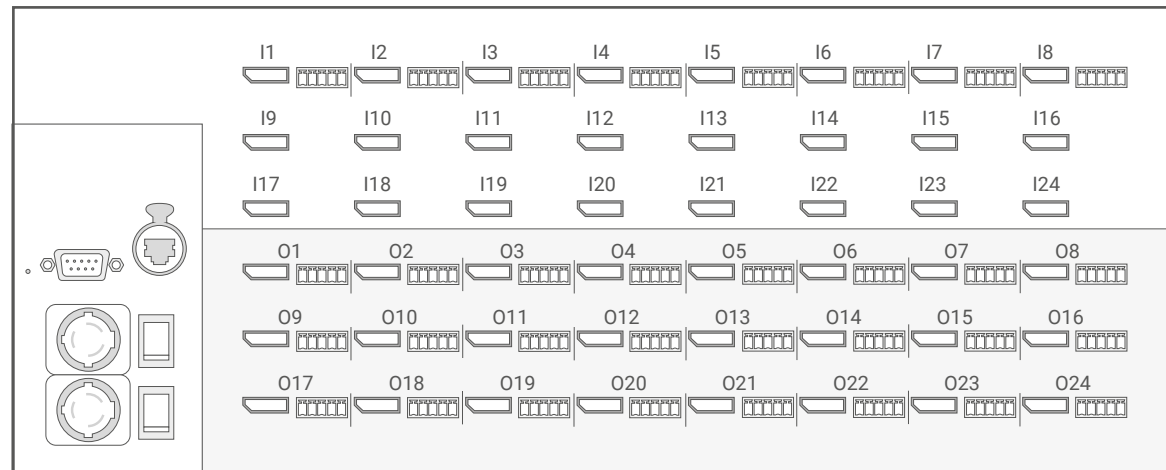 I1 I2 I3 I4 I5 I6 I7 I8
I9 I10 I11 I12 I13 I14 I15 I16
I17 I18 I19 I20 I21 I22 I23 I24
O1 O2 O3 O4 O5 O6 O7 O8
O9 O10 O11 O12 O13 O14 O15 O16
O17 O18 O19 O20 O21 O22 O23 O24